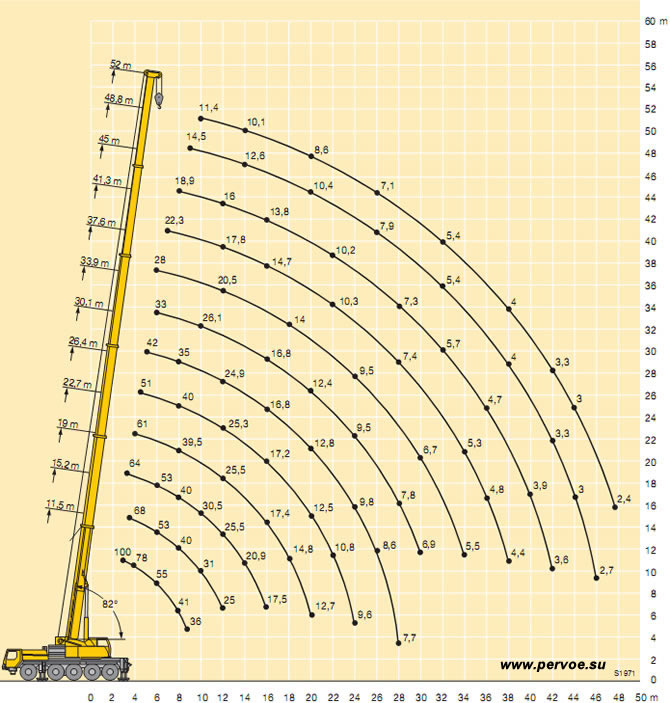 60 m
58
56
52 m
54
52
48,8 m
11,4 10,1
50
14,5 12,6 8,6
48
45 m
46
41,3 m
18,9 16 10,4 7,1
44
13,8
42
37,6 m
22,3 17,8 7,9 5,4
40
33,9 m
28 14,7 10,2
38
20,5 5,4
36
30,1 m
33 26,1 14 10,3 7,3 4
34
32
26,4 m
42 35 16,8 7,4 5,7
30
24,9 12,4 9,5 4 3,3
28
22,7 m
51 40 16,8 4,7 3
26
25,3 12,8 9,5
24
19 m
61 39,5 17,2 5,3 3,3
22
6,7
20
15,2 m
64 53 40 25,5 12,5 9,8 7,8 4,8 3,9 3
18
30,5 17,4 2,4
16
11,5 m
68 53 40 25,5 14,8 10,8 8,6 6,9 5,5 4,4
14
12
100 78 31 20,9 3,6 2,7
10
55
8
82°
41 36 25 17,5 12,7 9,6 7,7
6
4
www.pervoe.su
2
S1971
0
0 2 4 6 8 10 12 14 16 18 20 22 24 26 28 30 32 34 36 38 40 42 44 46 48 50 m